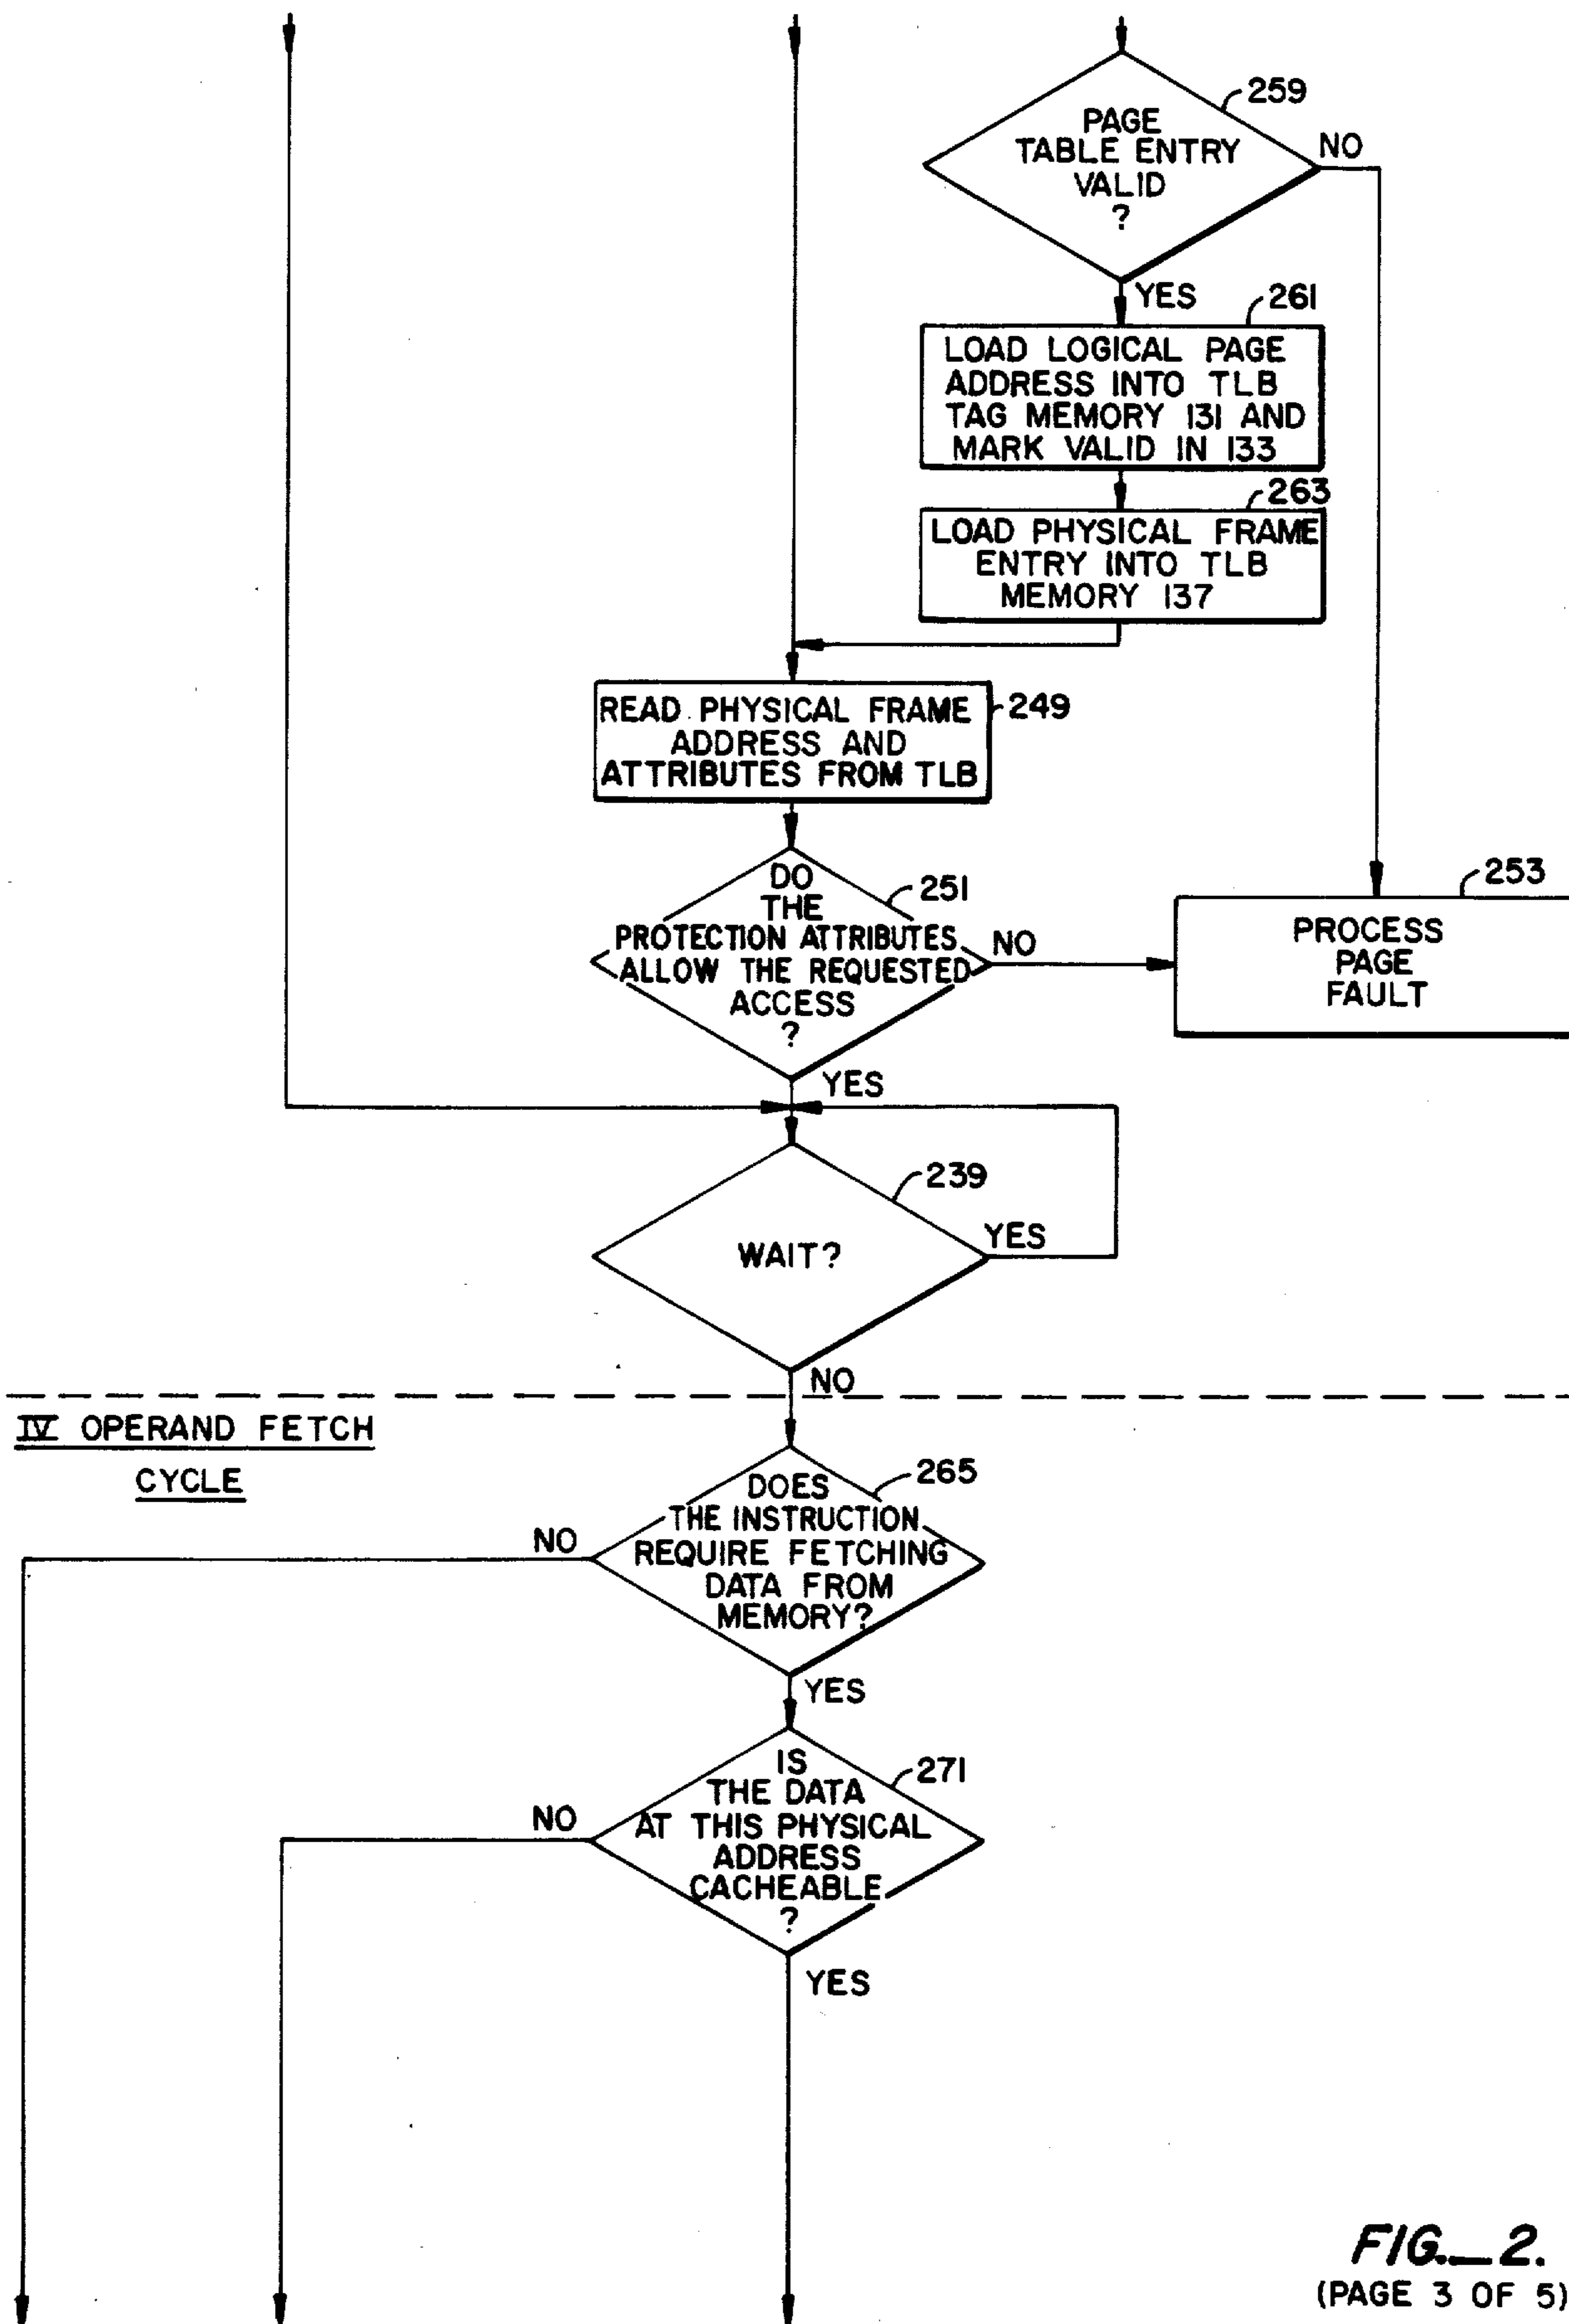 259
PAGE
TABLE ENTRY
VALID
?
NO
YES
261
LOAD LOGICAL PAGE
ADDRESS INTO TLB
TAG MEMORY 131 AND
MARK VALID IN 133
263
LOAD PHYSICAL FRAME
ENTRY INTO TLB
MEMORY 137
READ PHYSICAL FRAME
ADDRESS AND
ATTRIBUTES FROM TLB
249
DO
THE
PROTECTION ATTRIBUTES
ALLOW THE REQUESTED
ACCESS
?
251
NO
YES
253
PROCESS
PAGE
FAULT
239
WAIT?
YES
NO
IV OPERAND FETCH
CYCLE
265
DOES
THE INSTRUCTION
REQUIRE FETCHING
DATA FROM
MEMORY?
NO
YES
271
IS
THE DATA
AT THIS PHYSICAL
ADDRESS
CACHEABLE
?
NO
YES
FIG._2.
(PAGE 3 OF 5)